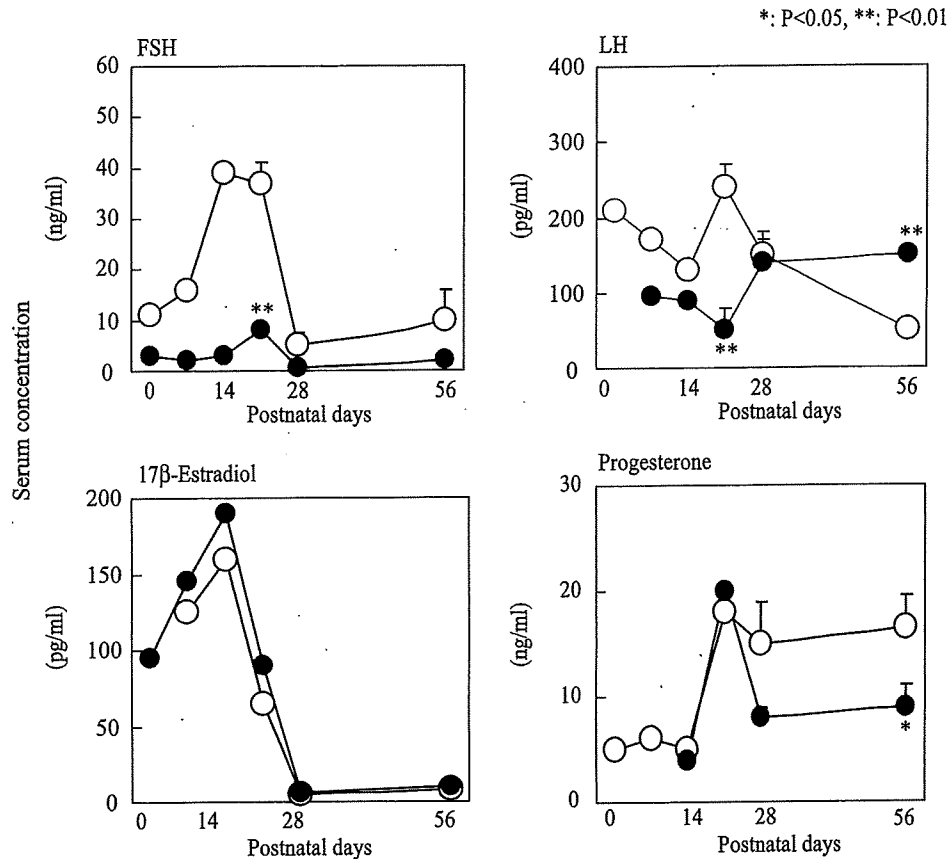 *: P<0.05, **: P<0.01
FSH
60
50
40
30
20
10
0
(ng/ml)
**
0 14 28 56
Postnatal days
LH
400
300
200
100
0
(pg/ml)
**
**
0 14 28 56
Postnatal days
Serum concentration
17β-Estradiol
200
150
100
50
0
(pg/ml)
0 14 28 56
Postnatal days
Progesterone
30
20
10
0
(ng/ml)
*
0 14 28 56
Postnatal days